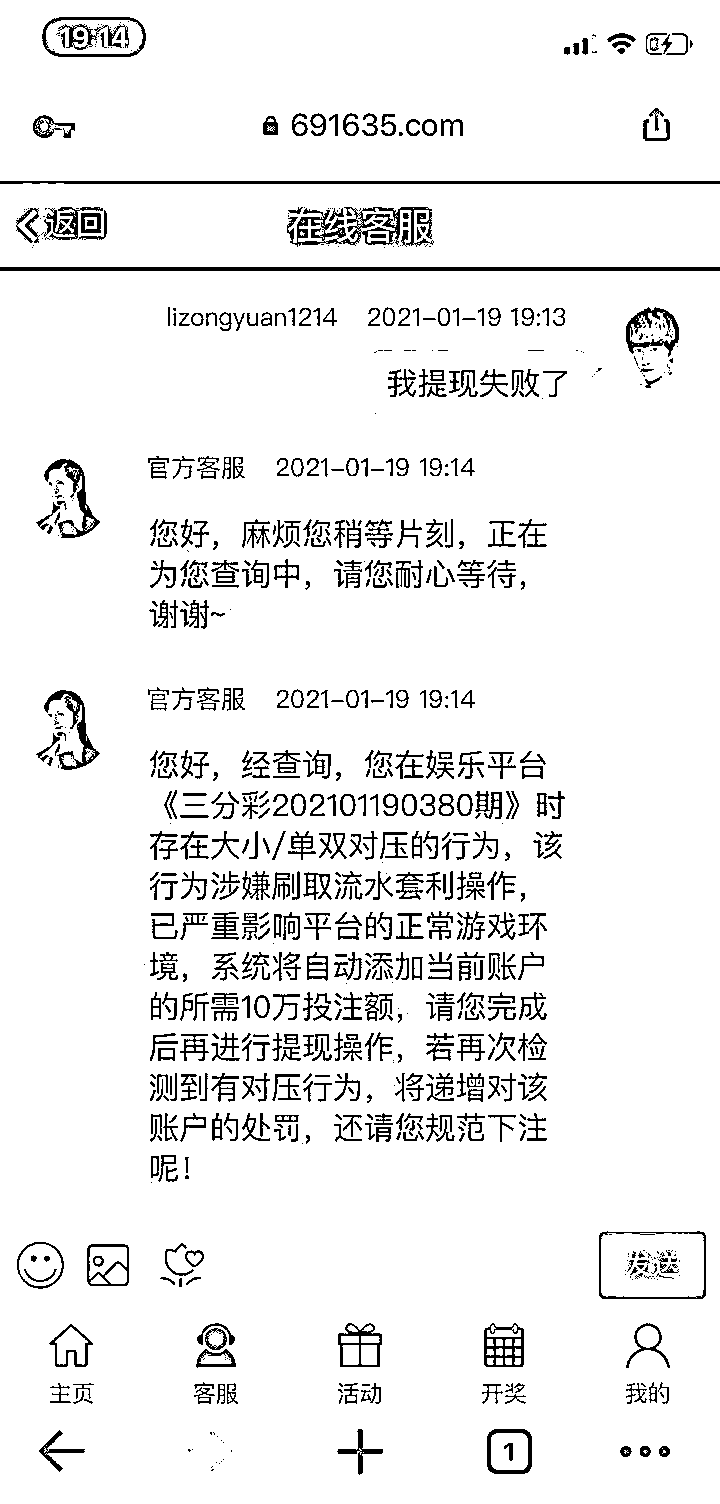 19:14
691635.com
返回
在线客服
lizongyuan1214 2021-01-19 19:13
我提现失败了
官方客服 2021-01-19 19:14
您好，麻烦您稍等片刻，正在
为您查询中，请您耐心等待，
谢谢~
官方客服 2021-01-19 19:14
您好，经查询，您在娱乐平台
《三分彩202101190380期》时
存在大小/单双对压的行为，该
行为涉嫌刷取流水套利操作，
已严重影响平台的正常游戏环
境，系统将自动添加当前账户
的所需10万投注额，请您完成
后再进行提现操作，若再次检
测到有对压行为，将递增对该
账户的处罚，还请您规范下注
呢！
发送
主页 客服 活动 开奖 我的
1